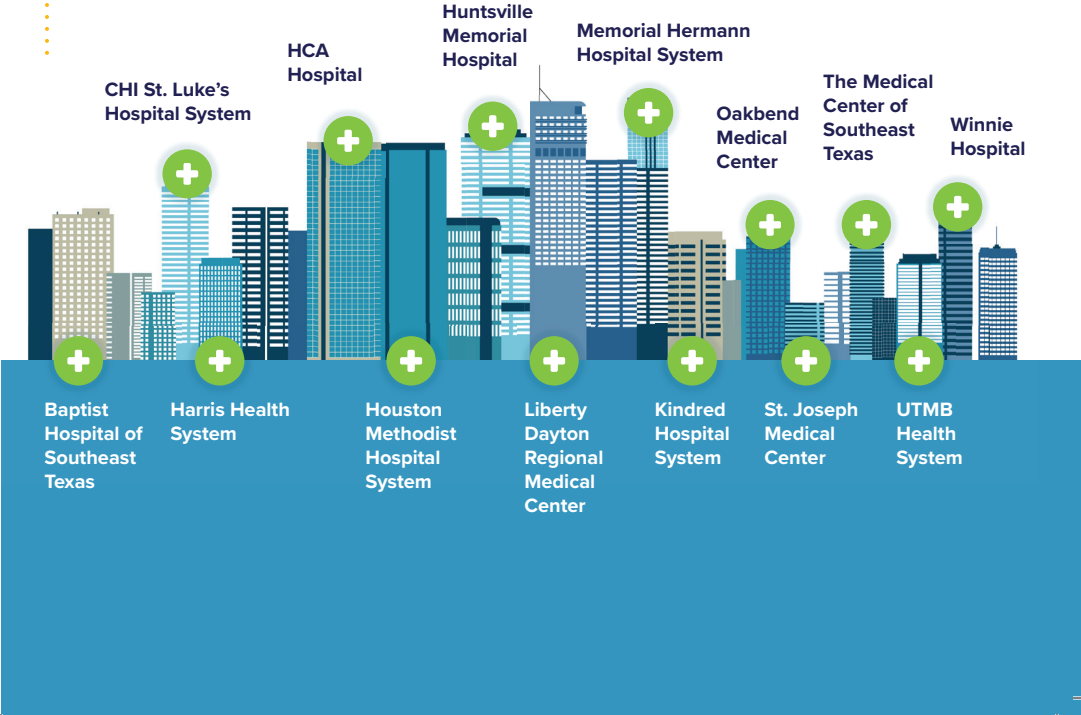 CHI St. Luke's
Hospital System
HCA
Hospital
Huntsville
Memorial
Hospital
Memorial Hermann
Hospital System
Oakbend
Medical
Center
The Medical
Center of
Southeast
Texas
Winnie
Hospital
Baptist
Hospital of
Southeast
Texas
Harris Health
System
Houston
Methodist
Hospital
System
Liberty
Dayton
Regional
Medical
Center
Kindred
Hospital
System
St. Joseph
Medical
Center
UTMB
Health
System